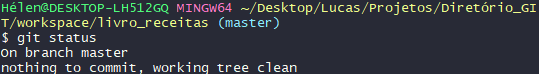 Hélen@DESKTOP-LH512GQ MINGW64 ~/Desktop/Lucas/Projetos/Diretório_GI
T/workspace/livro_receitas (master)
$ git status
On branch master
nothing to commit, working tree clean